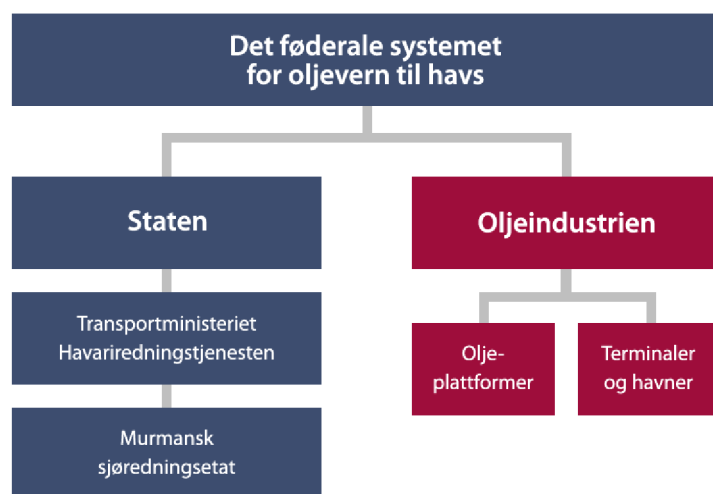 Det føderale systemet
for oljevern til havs
Staten
Oljeindustrien
Transportministeriet
Havariredningstjenesten
Olje-
plattformer
Terminaler
og havner
Murmansk
sjøredningsetat